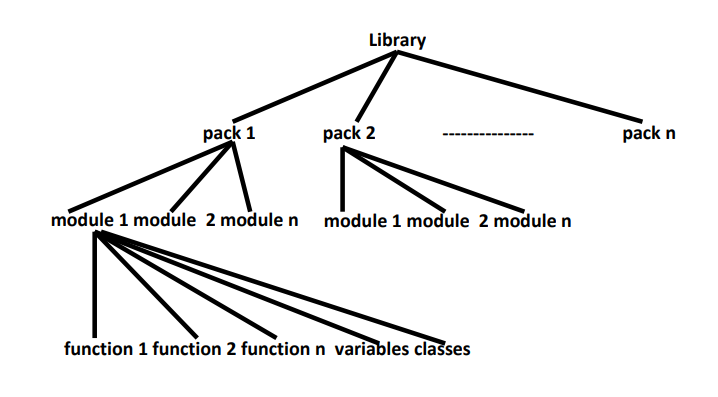 Library
pack 1 pack 2 --------------- pack n
module 1 module 2 module n module 1 module 2 module n
function 1 function 2 function n variables classes